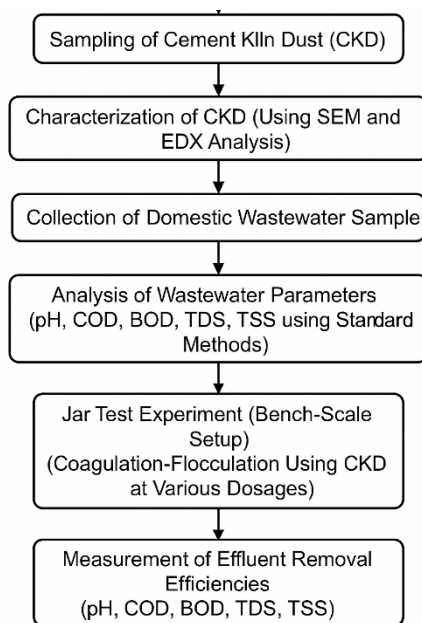 Sampling of Cement Klln Dust (CKD)
Characterization of CKD (Using SEM and
EDX Analysis)
Collection of Domestic Wastewater Sample
Analysis of Wastewater Parameters
(pH, COD, BOD, TDS, TSS using Standard
Methods)
Jar Test Experiment (Bench-Scale
Setup)
(Coagulation-Flocculation Using CKD
at Various Dosages)
Measurement of Effluent Removal
Efficiencies
(pH, COD, BOD, TDS, TSS)